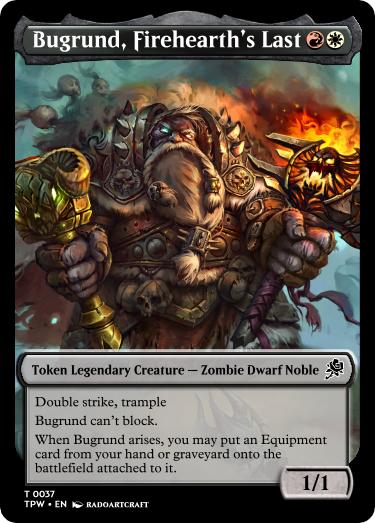 Bugrund, Firehearth's Last
Token Legendary Creature — Zombie Dwarf Noble
Double strike, trample
Bugrund can't block.
When Bugrund arises, you may put an Equipment
card from your hand or graveyard onto the
battlefield attached to it.
1/1
T 0037
TPW • EN RADOARTCRAFT